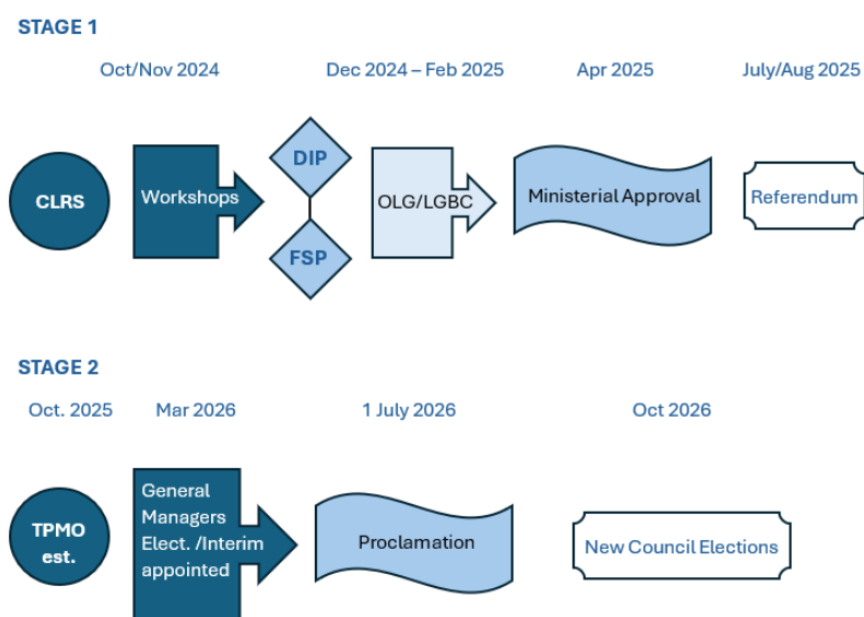 STAGE 1
Oct/Nov 2024
Dec 2024 – Feb 2025
Apr 2025
July/Aug 2025
CLRS
Workshops
DIP
FSP
OLG/LGBC
Ministerial Approval
Referendum
STAGE 2
Oct. 2025
Mar 2026
1 July 2026
Oct 2026
TPMO
est.
General
Managers
Elect. /Interim
appointed
Proclamation
New Council Elections